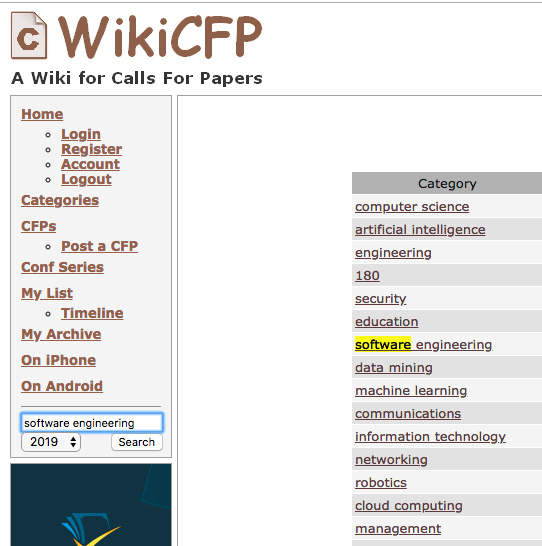 C WikiCFP
A Wiki for Calls For Papers
Home
Login
Register
Account
Logout
Categories
CFPs
Post a CFP
Conf Series
My List
Timeline
My Archive
On iPhone
On Android
software engineering
2019 Search
Category
computer science
artificial intelligence
engineering
180
security
education
software engineering
data mining
machine learning
communications
information technology
networking
robotics
cloud computing
management